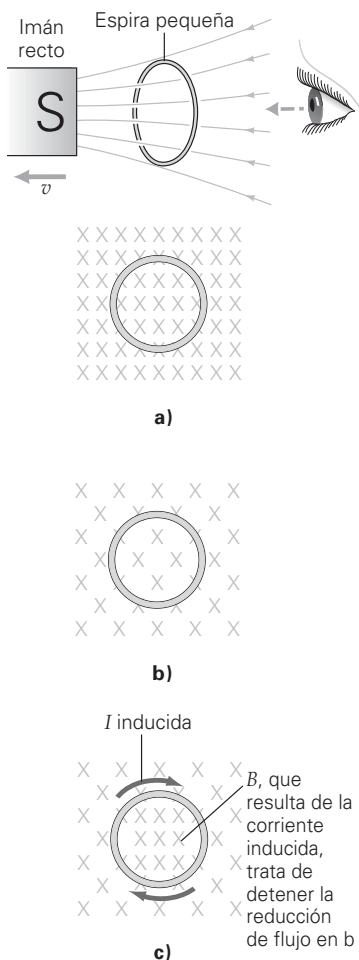 Imán
recto
Espira pequeña
S
v
X X X X X X X X X
X X X X X X X X X
X X X X X X X X X
X X X X X X X X X
X X X X X X X X X
X X X X X X X X X
X X X X X X X X X
X X X X X X X X X
a)
X X X X X
X X X X
X X X X
X X X X
X X X X X
b)
I inducida
B, que
resulta de la
corriente
inducida,
trata de
detener la
reducción
de flujo en b
c)